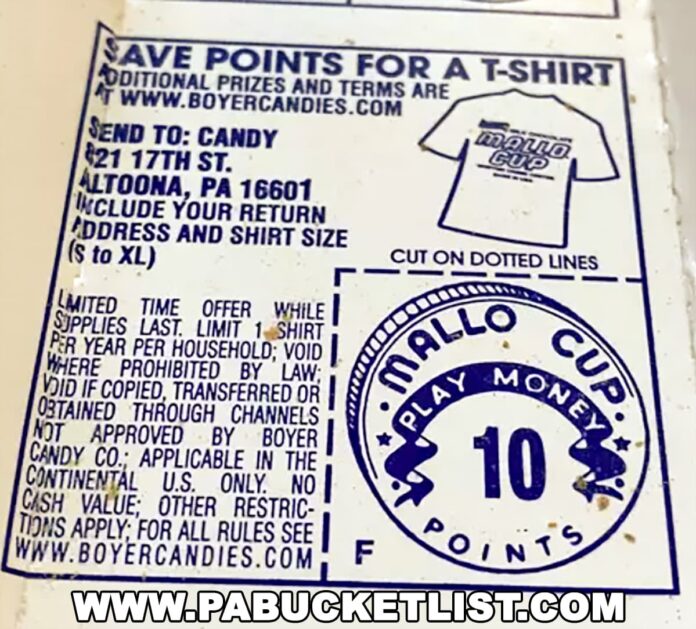 SAVE POINTS FOR A T-SHIRT
ADDITIONAL PRIZES AND TERMS ARE
AT WWW.BOYERCANDIES.COM
SEND TO: CANDY
821 17TH ST.
ALTOONA, PA 16601
INCLUDE YOUR RETURN
ADDRESS AND SHIRT SIZE
(S to XL)
MALLO
CUP
CUT ON DOTTED LINES
LIMITED TIME OFFER WHILE
SUPPLIES LAST. LIMIT 1 SHIRT
PER YEAR PER HOUSEHOLD; VOID
WHERE PROHIBITED BY LAW;
VOID IF COPIED, TRANSFERRED OR
OBTAINED THROUGH CHANNELS
NOT APPROVED BY BOYER
CANDY CO.; APPLICABLE IN THE
CONTINENTAL U.S. ONLY. NO
CASH VALUE; OTHER RESTRIC-
TIONS APPLY; FOR ALL RULES SEE
WWW.BOYERCANDIES.COM
MALLO CUP
PLAY MONEY
10
POINTS
F
WWW.PABUCKETLIST.COM